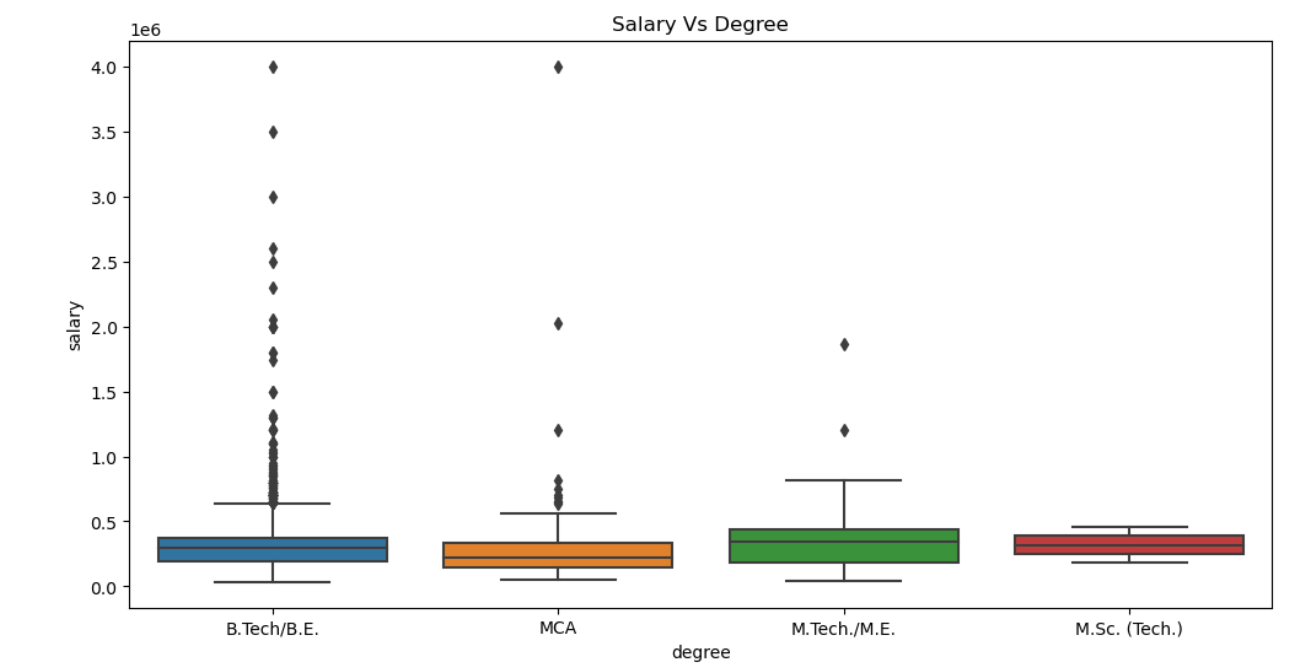 Salary Vs Degree
1e6
4.0
3.5
3.0
2.5
2.0
1.5
1.0
0.5
0.0
salary
B.Tech/B.E. MCA M.Tech./M.E. M.Sc. (Tech.)
degree